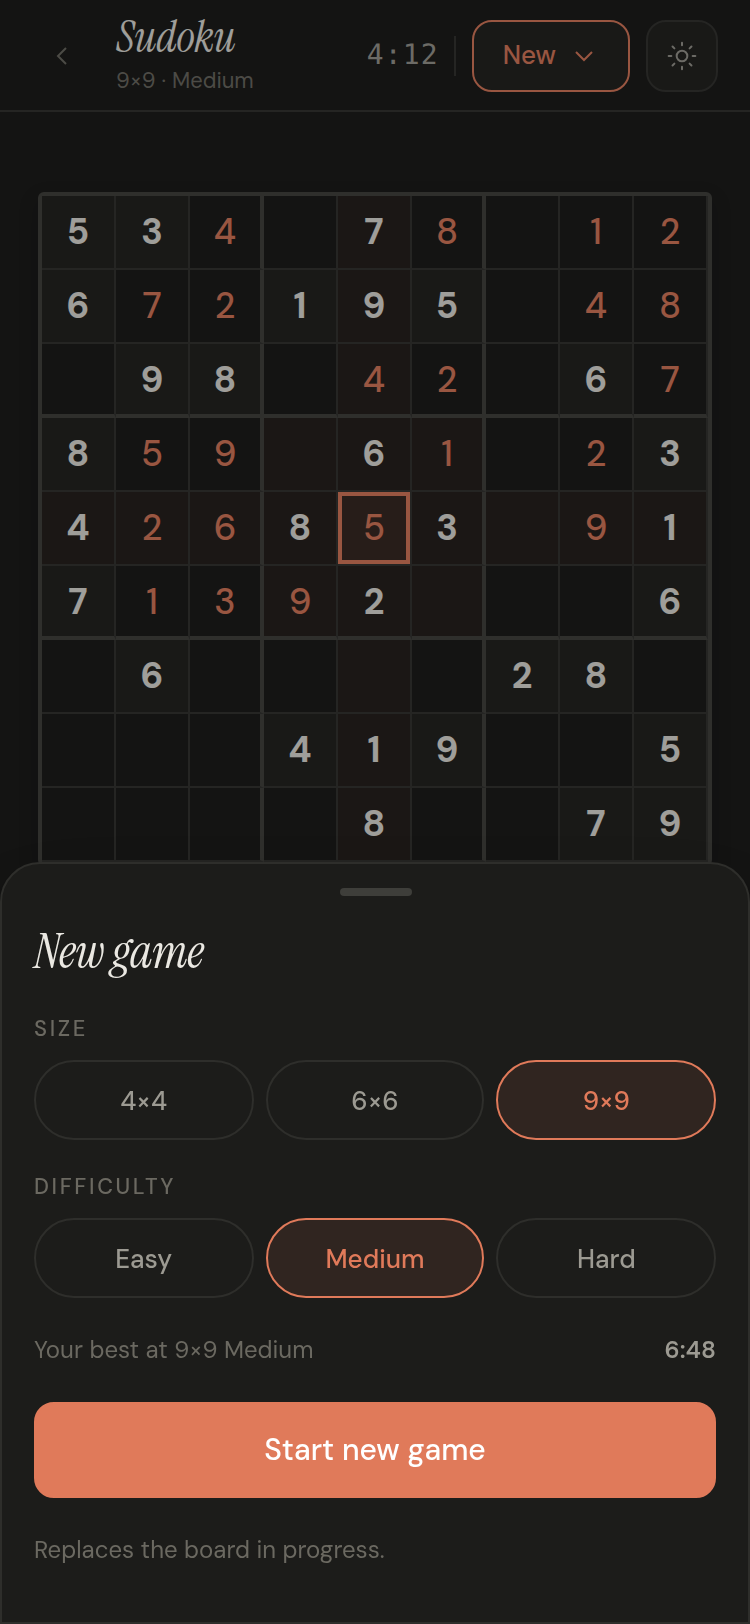 Sudoku
9×9 · Medium
4:12
New
5 3 4 7 8 1 2
6 7 2 1 9 5 4 8
9 8 4 2 6 7
8 5 9 6 1 2 3
4 2 6 8 5 3 9 1
7 1 3 9 2 6
6 2 8
4 1 9 5
8 7 9
New game
SIZE
4×4 6×6 9×9
DIFFICULTY
Easy Medium Hard
Your best at 9×9 Medium 6:48
Start new game
Replaces the board in progress.